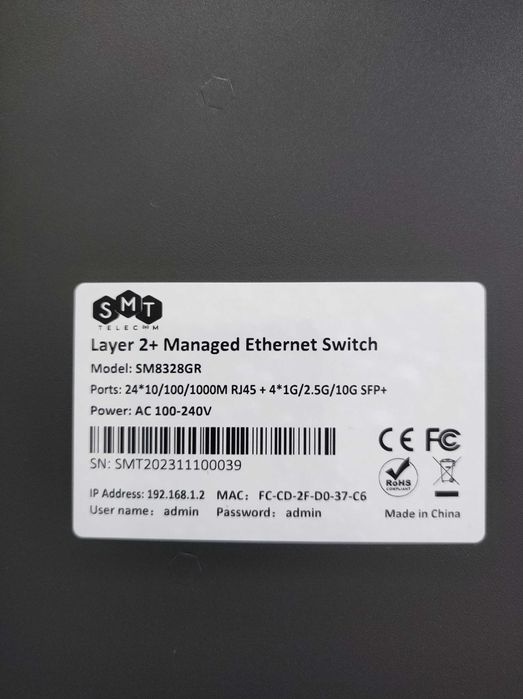 SMT
TELECOM
Layer 2+ Managed Ethernet Switch
Model: SM8328GR
Ports: 24*10/100/1000M RJ45 + 4*1G/2.5G/10G SFP+
Power: AC 100-240V
SN: SMT202311100039
CE FC
RoHS
COMPLIANT
IP Address: 192.168.1.2 MAC: FC-CD-2F-D0-37-C6
User name: admin Password: admin
Made in China